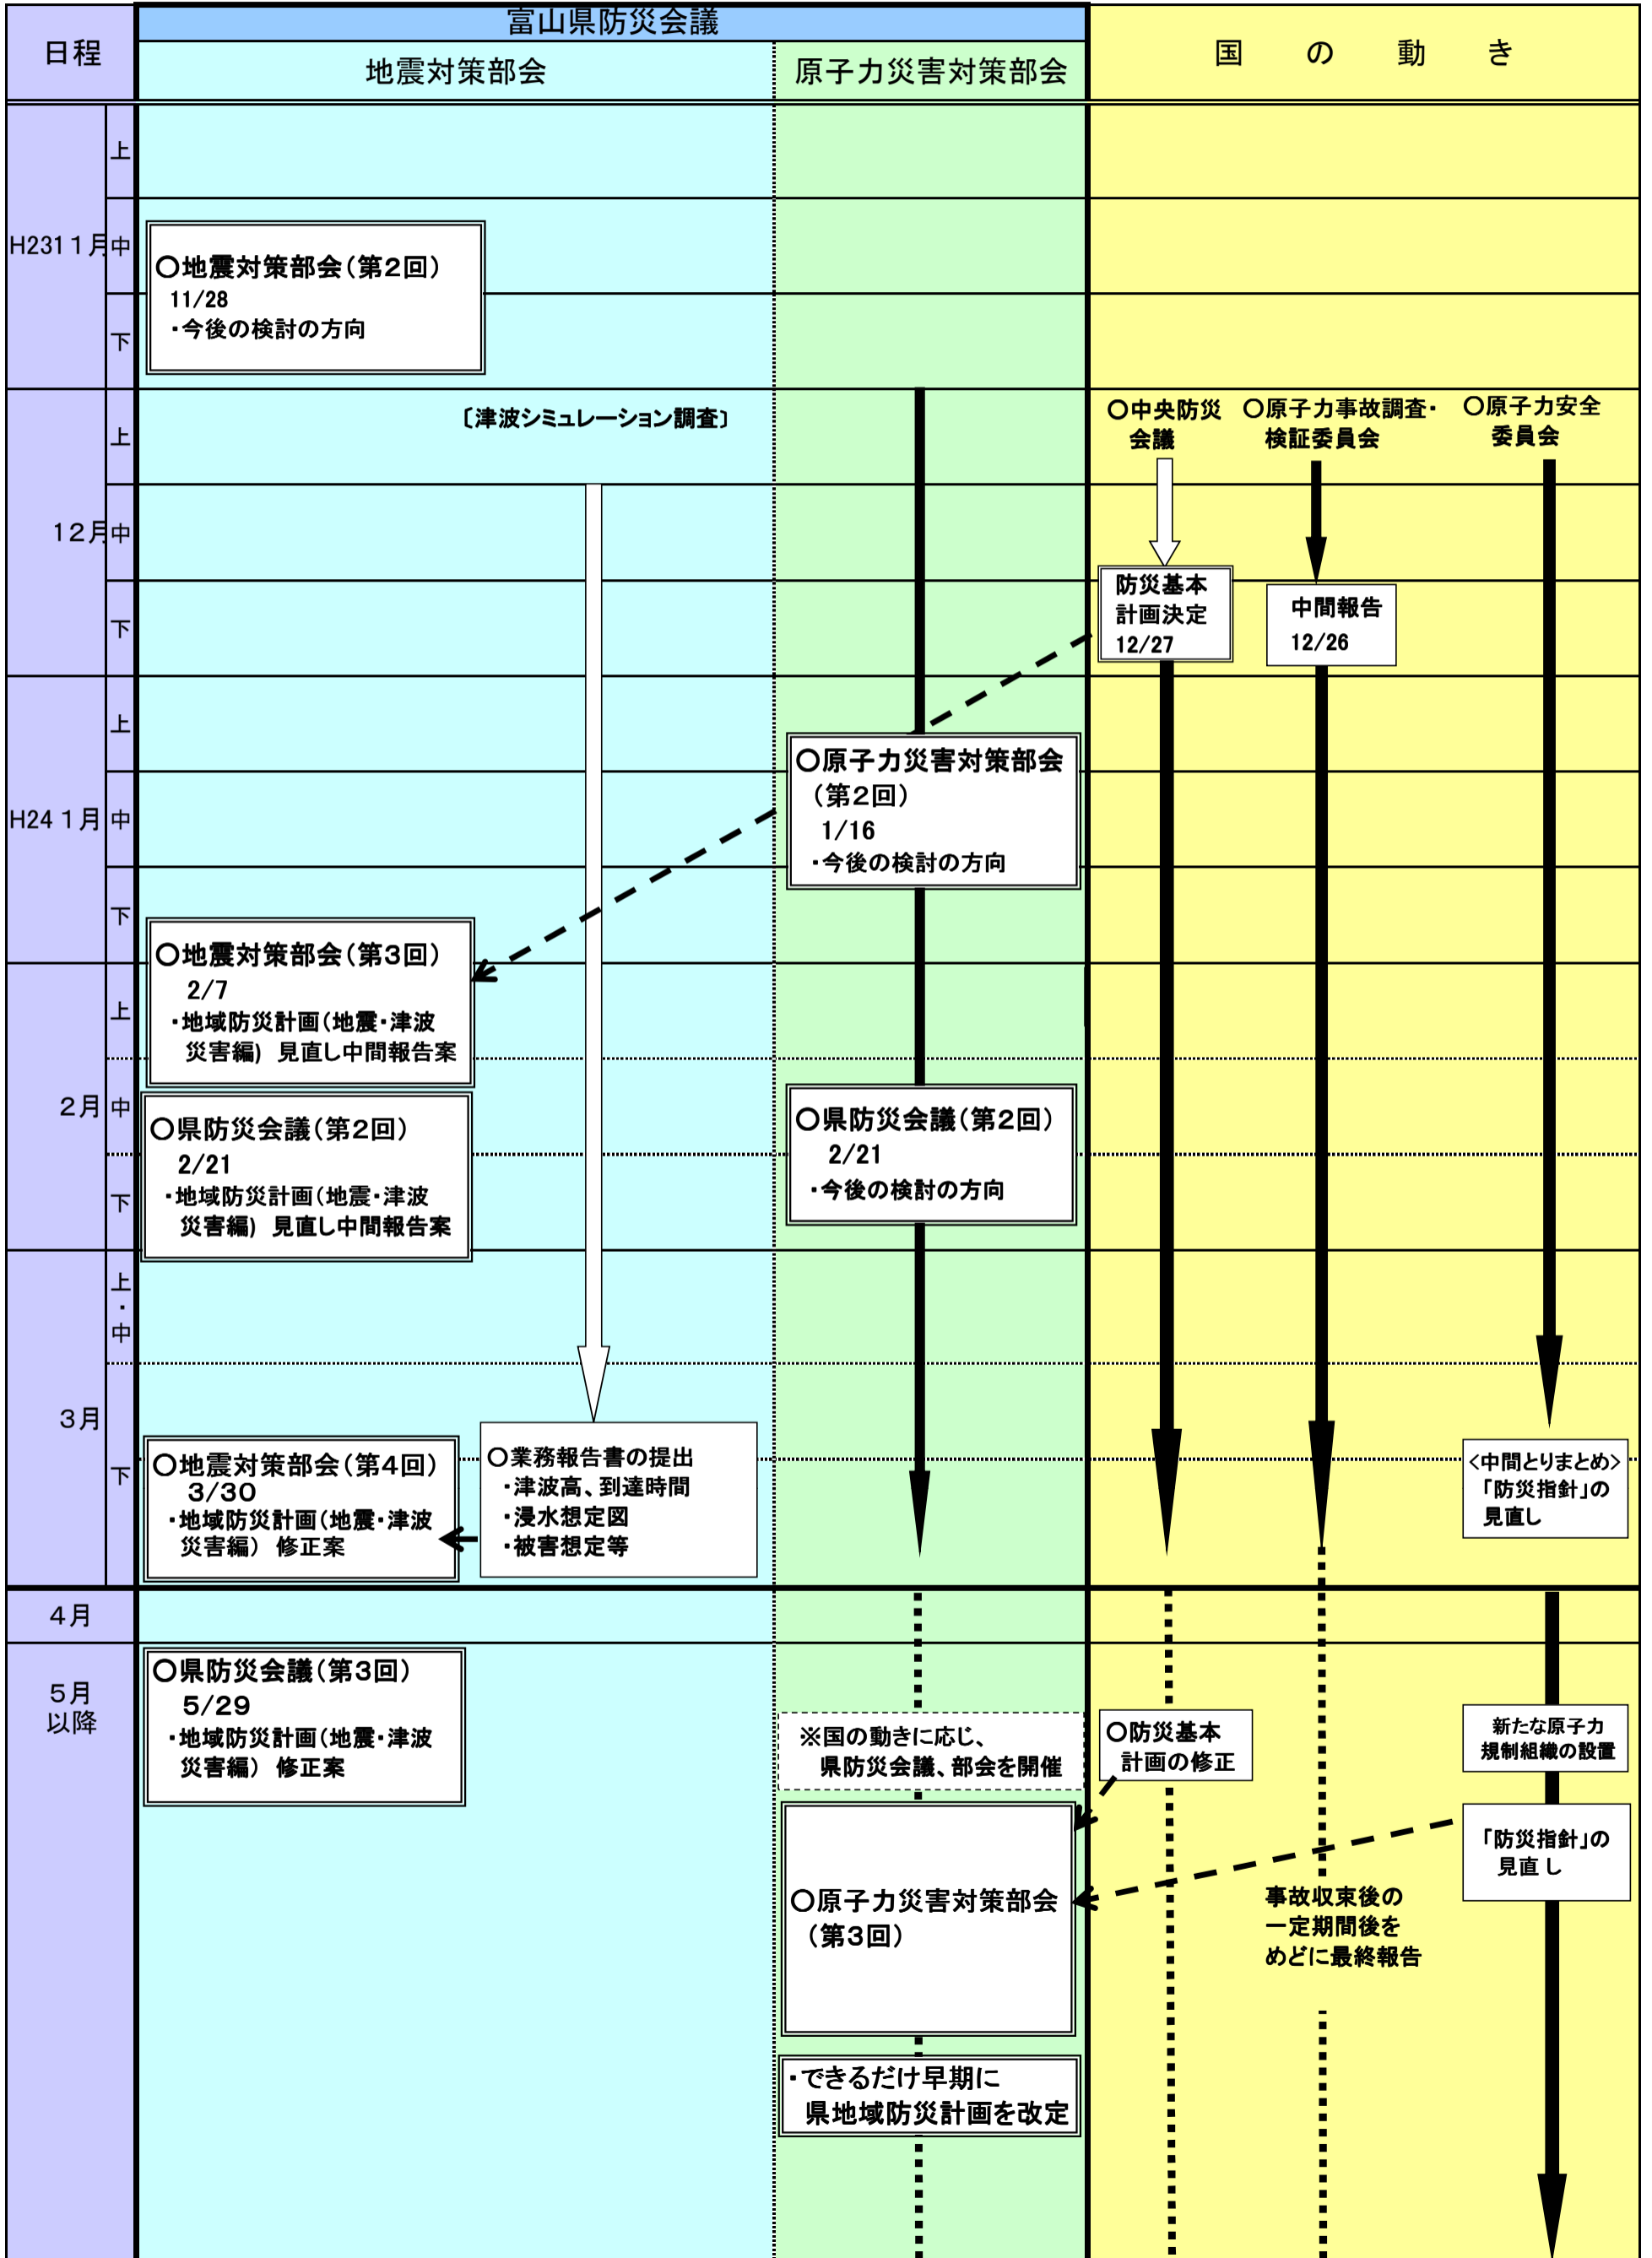 日程
富山県防災会議
地震対策部会
原子力災害対策部会
国の動き
H23１１月
上
中
下
○地震対策部会(第2回)
11/28
・今後の検討の方向
１２月
上
中
下
〔津波シミュレーション調査〕
○中央防災
会議
○原子力事故調査・
検証委員会
○原子力安全
委員会
防災基本
計画決定
12/27
中間報告
12/26
H24 １月
上
中
下
○原子力災害対策部会
(第2回)
1/16
・今後の検討の方向
○地震対策部会(第3回)
2/7
・地域防災計画(地震・津波
災害編) 見直し中間報告案
２月
上
中
下
○県防災会議(第2回)
2/21
・地域防災計画(地震・津波
災害編) 見直し中間報告案
○県防災会議(第2回)
2/21
・今後の検討の方向
３月
上
・
中
下
○地震対策部会(第4回)
3/30
・地域防災計画(地震・津波
災害編) 修正案
○業務報告書の提出
・津波高、到達時間
・浸水想定図
・被害想定等
<中間とりまとめ>
「防災指針」の
見直し
４月
５月
以降
○県防災会議(第3回)
5/29
・地域防災計画(地震・津波
災害編) 修正案
※国の動きに応じ、
県防災会議、部会を開催
○防災基本
計画の修正
新たな原子力
規制組織の設置
○原子力災害対策部会
(第3回)
「防災指針」の
見直し
事故収束後の
一定期間後を
めどに最終報告
・できるだけ早期に
県地域防災計画を改定